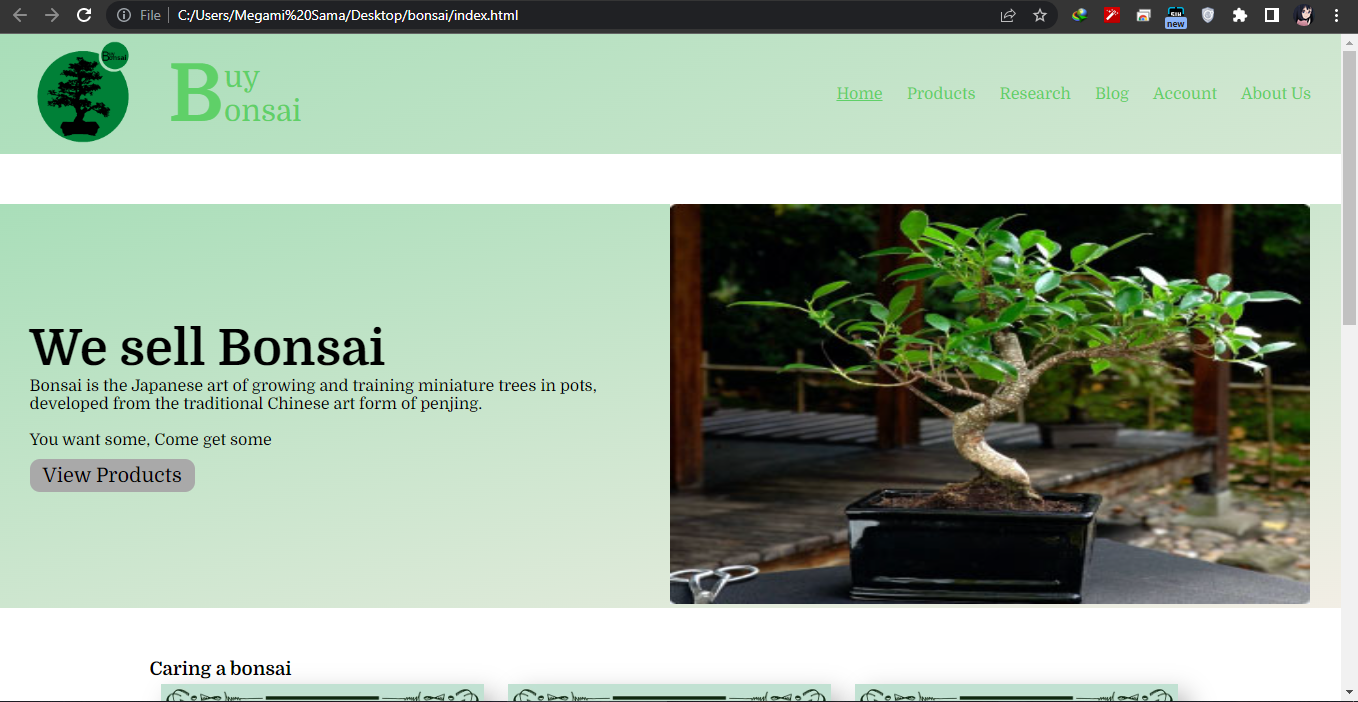 File
C:/Users/Megami%20Sama/Desktop/bonsai/index.html
new
Buy
Bonsai
Buy
Bonsai
Home Products Research Blog Account About Us
We sell Bonsai
Bonsai is the Japanese art of growing and training miniature trees in pots,
developed from the traditional Chinese art form of penjing.
You want some, Come get some
View Products
Caring a bonsai